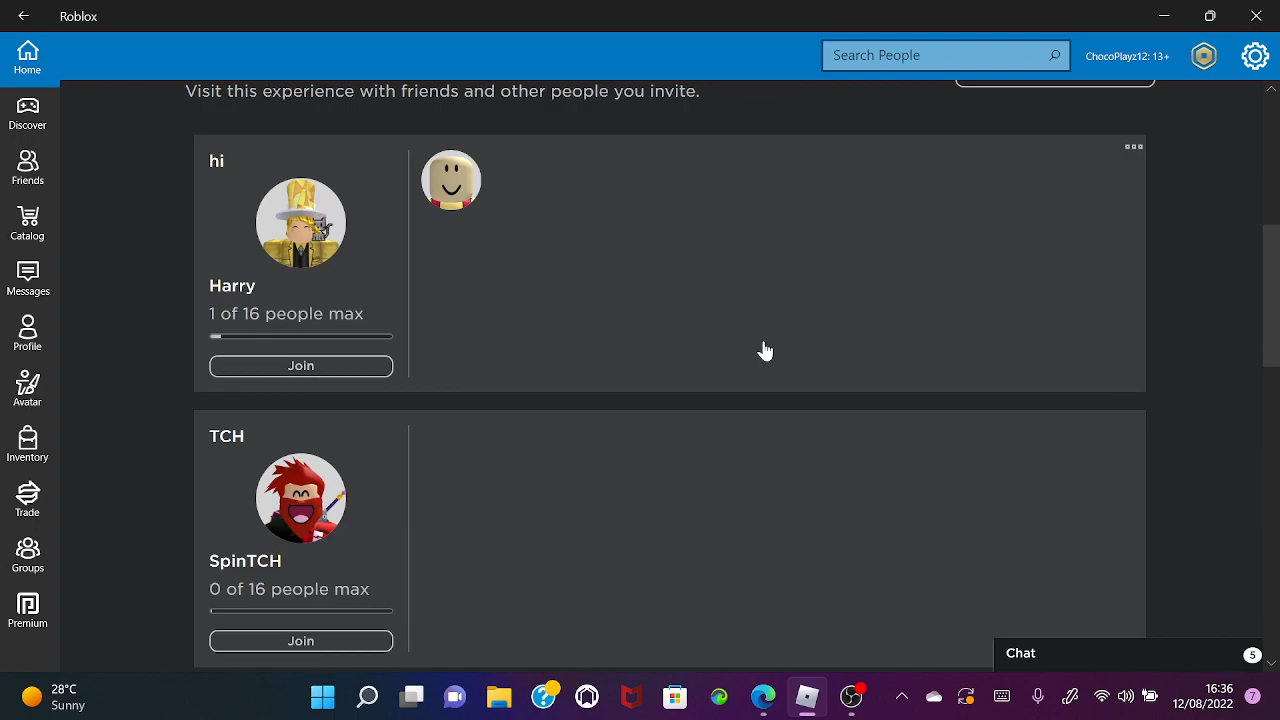 Roblox
Home
Search People
ChocoPlayz12: 13+
Discover
Friends
Catalog
Messages
Profile
Avatar
Inventory
Trade
Groups
Premium
Visit this experience with friends and other people you invite.
hi
Harry
1 of 16 people max
Join
TCH
SpinTCH
0 of 16 people max
Join
Chat
5
28°C
Sunny
16:36
12/08/2022
7